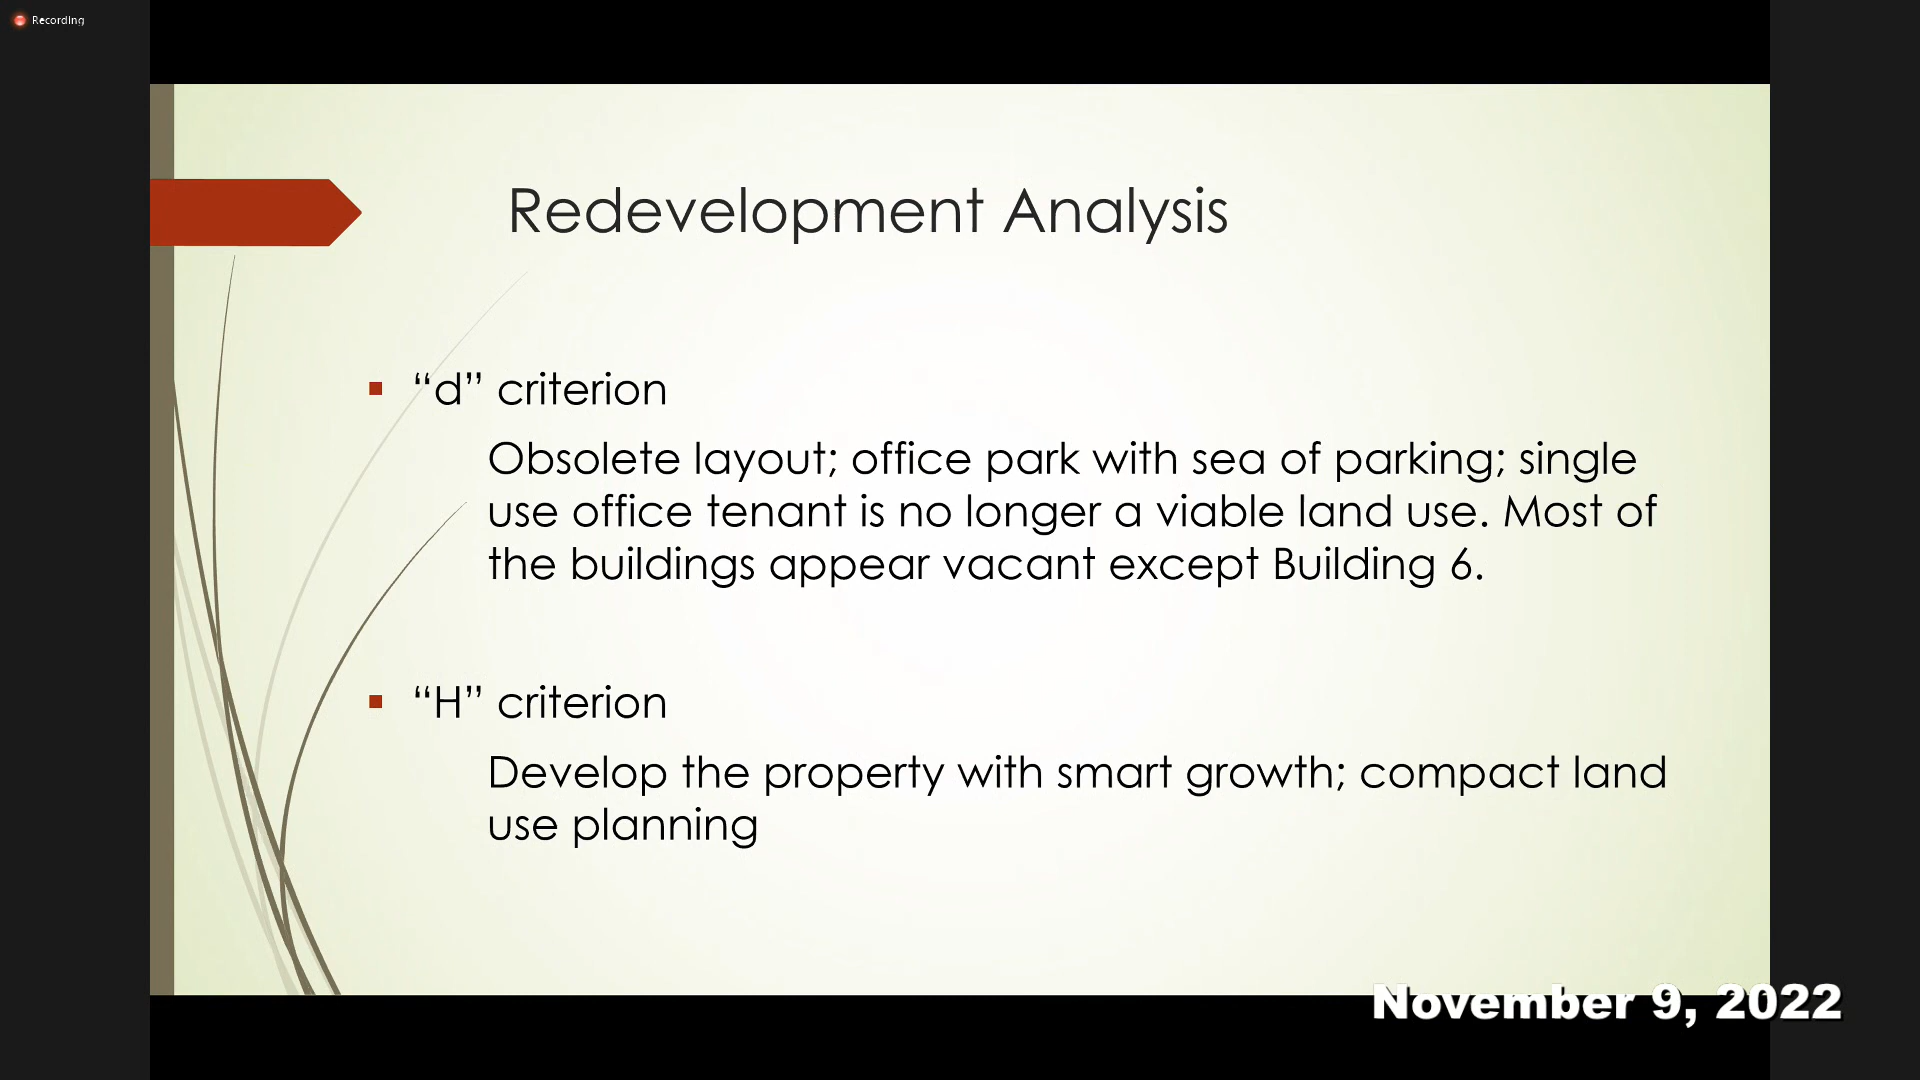 Recording
Redevelopment Analysis
“d” criterion
Obsolete layout; office park with sea of parking; single
use office tenant is no longer a viable land use. Most of
the buildings appear vacant except Building 6.
“H” criterion
Develop the property with smart growth; compact land
use planning
November 9, 2022